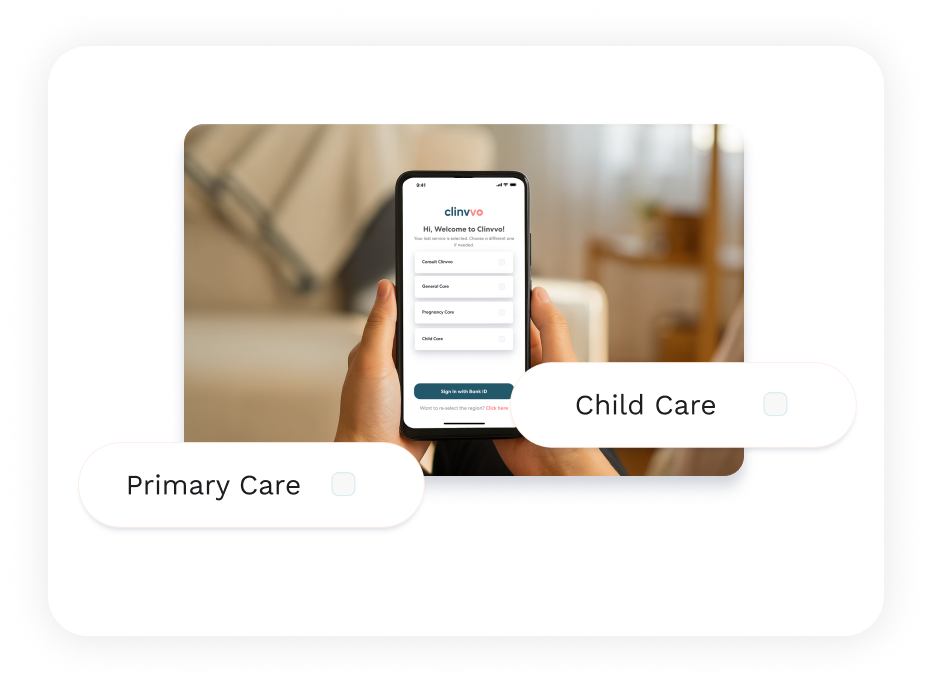 9:41
clinvvo
Hi, Welcome to Clinvvo!
Your last service is selected. Choose a different one
if needed.
Consult Clinvvo
General Care
Pregnancy Care
Child Care
Sign in with Bank ID
Want to re-select the region? Click here
Child Care
Primary Care